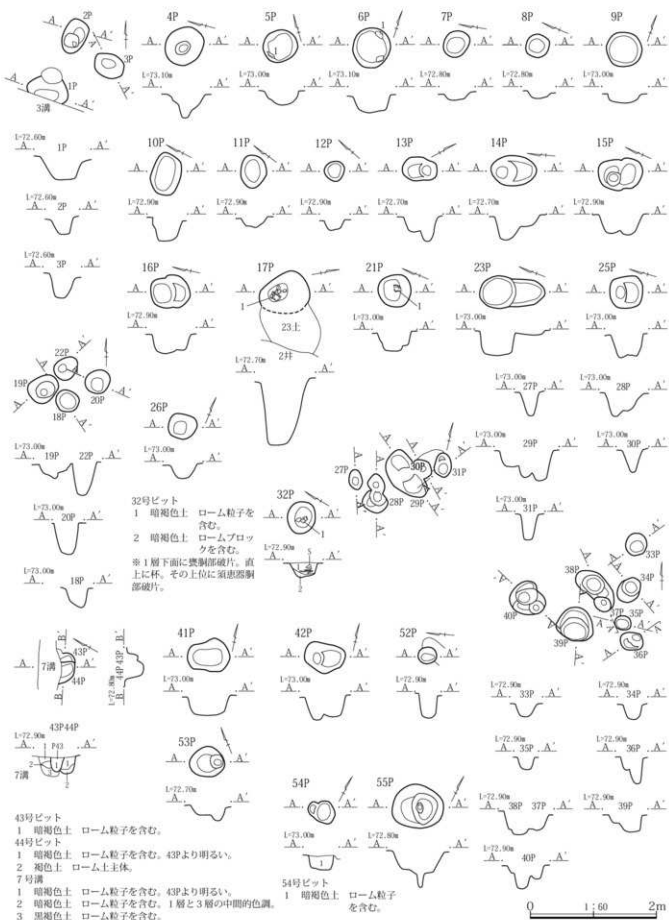 2P
4P
5P
6P
7P
8P
9P
3P
1P
3溝
L=73.10m
L=73.00m
L=73.10m
L=72.80m
L=72.80m
L=73.00m
L=72.60m
1P
L=72.60m
2P
L=72.60m
3P
10P
11P
12P
13P
14P
15P
L=72.90m
L=72.90m
L=72.90m
L=72.70m
L=72.70m
L=72.90m
16P
17P
21P
23P
25P
23土
2井
L=72.90m
L=72.70m
L=73.00m
L=73.00m
L=73.00m
22P
19P
20P
18P
L=73.00m
19P 22P
L=73.00m
20P
L=73.00m
18P
26P
L=73.00m
27P
30P
31P
28P
29P
L=73.00m
27P
L=73.00m
28P
L=73.00m
29P
L=73.00m
30P
L=73.00m
31P
32号ピット
1 暗褐色土 ローム粒子を
含む。
2 暗褐色土 ロームブロッ
クを含む。
※1層下面に甕胴部破片。直
上に杯。その上位に須恵器胴
部破片。
32P
L=72.90m
33P
38P
34P
40P
37P
35P
39P
36P
7溝
43P
44P
L=72.80m
44P 43P
43P44P
L=72.90m
1 P43
7溝
41P
L=73.00m
42P
L=73.00m
52P
L=72.90m
53P
L=72.70m
54P
L=73.00m
55P
L=72.80m
L=72.90m
33P
L=72.90m
34P
L=72.90m
35P
L=72.90m
36P
L=72.90m
38P 37P
L=72.90m
39P
L=72.90m
40P
43号ピット
1 暗褐色土 ローム粒子を含む。
44号ピット
1 暗褐色土 ローム粒子を含む。43Pより明るい。
2 褐色土 ローム土主体。
7号溝
1 暗褐色土 ローム粒子を含む。43Pより明るい。
2 暗褐色土 ローム粒子を含む。1層と3層の中間的色調。
3 黒褐色土 ローム粒子を含む。
54号ピット
1 暗褐色土 ローム粒子
を含む。
0 1:60 2m